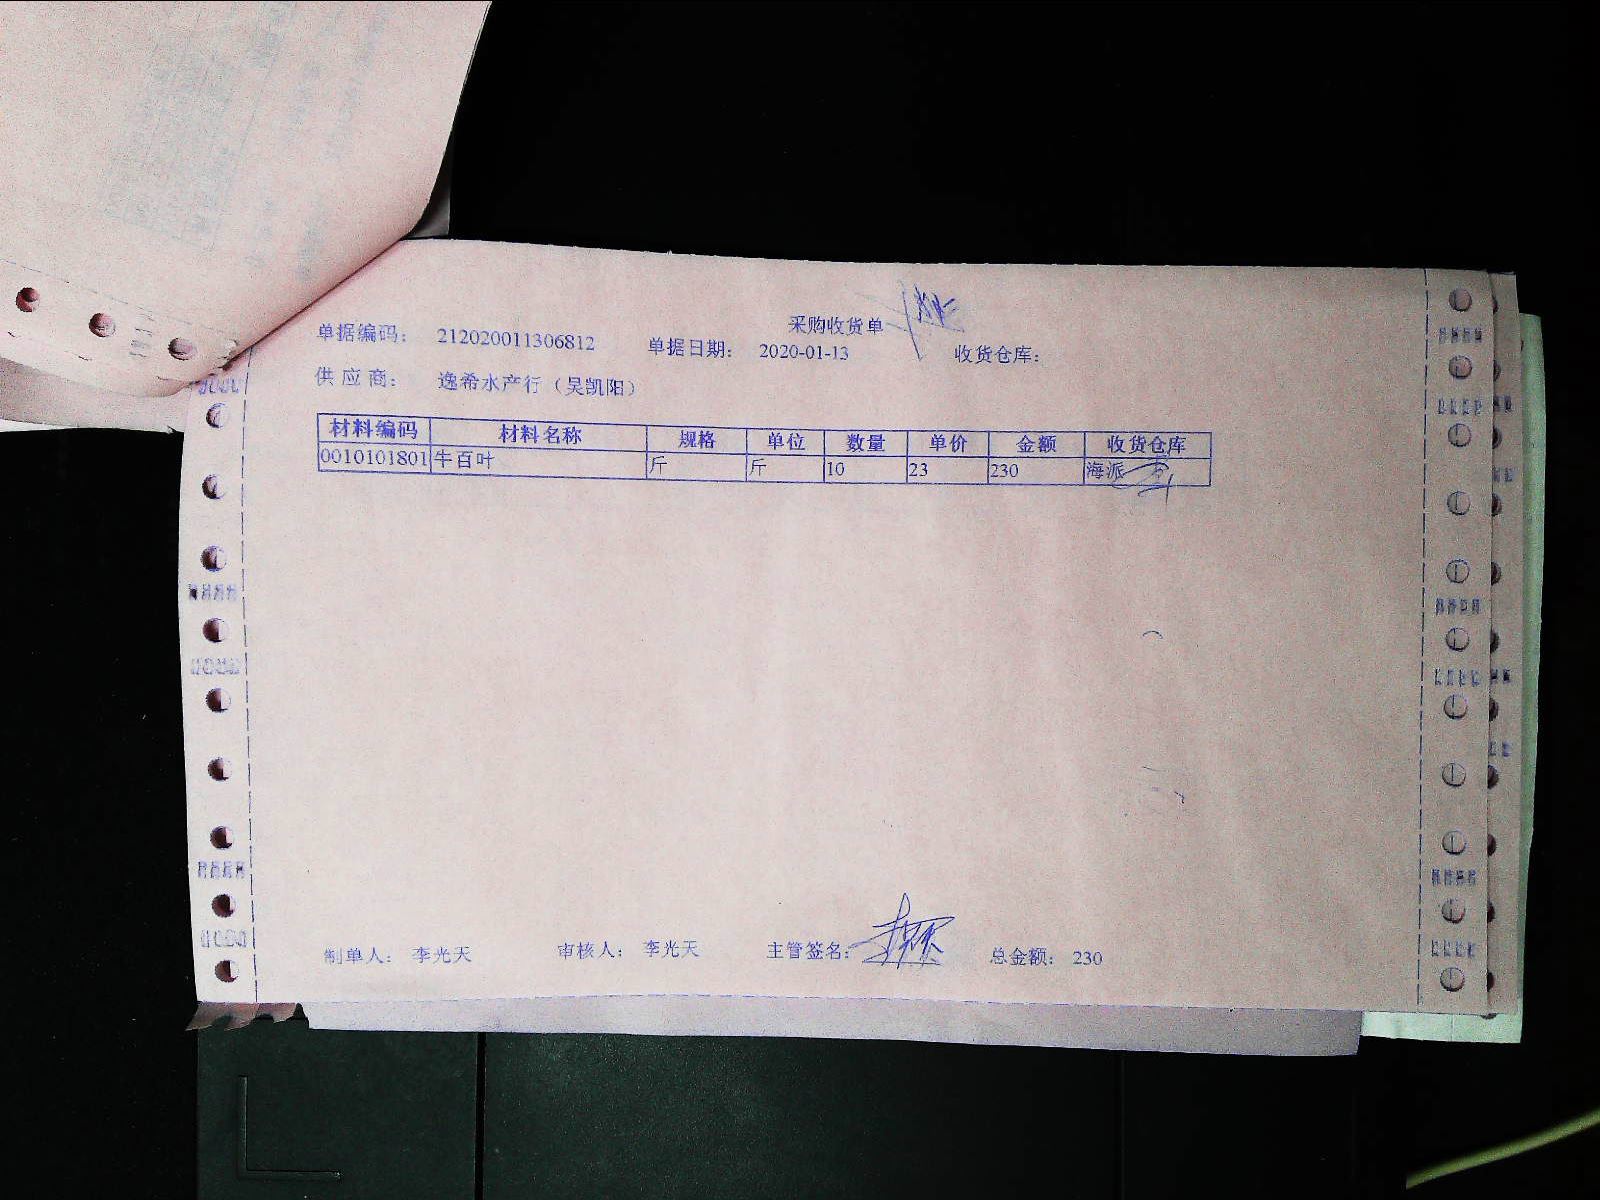 采购收货单
单据编码： 212020011306812 单据日期： 2020-01-13 收货仓库：
供 应 商： 逸希水产行（吴凯阳）
材料编码 材料名称 规格 单位 数量 单价 金额 收货仓库
0010101801 牛百叶 斤 斤 10 23 230 海派
制单人： 李光天 审核人： 李光天 主管签名： 总金额： 230